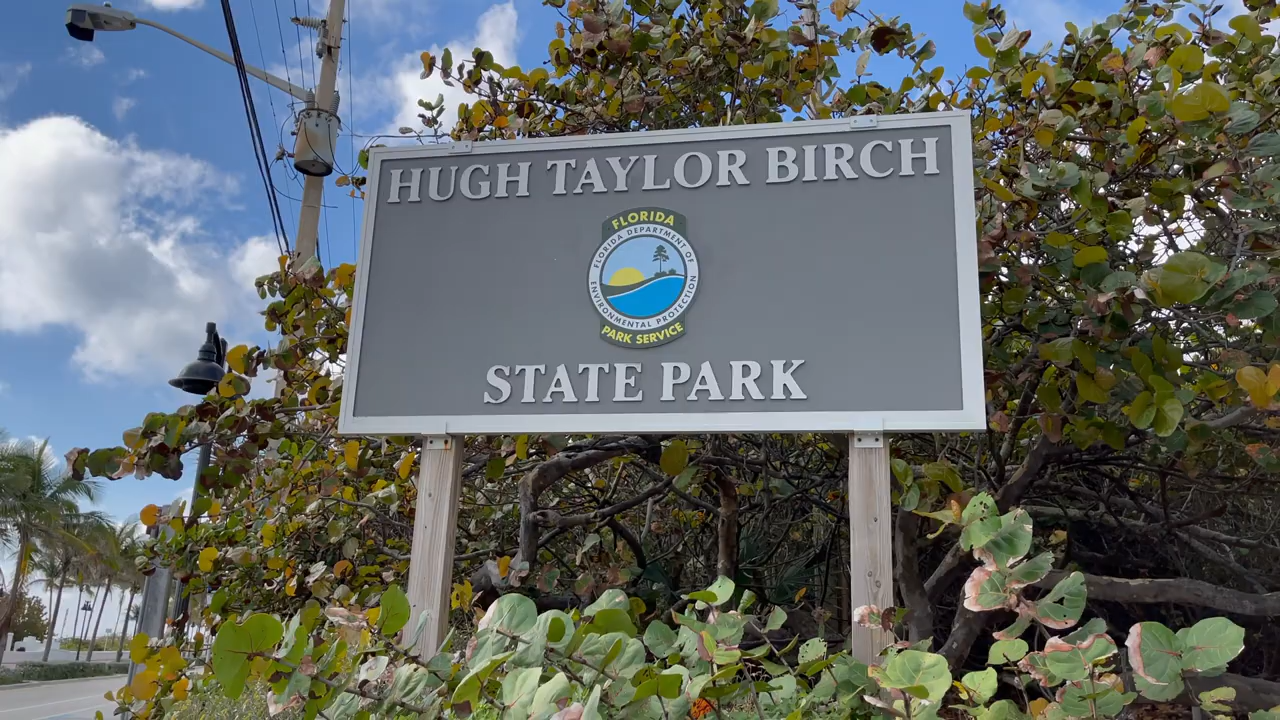 HUGH TAYLOR BIRCH
FLORIDA
FLORIDA DEPARTMENT OF
ENVIRONMENTAL PROTECTION
PARK SERVICE
STATE PARK